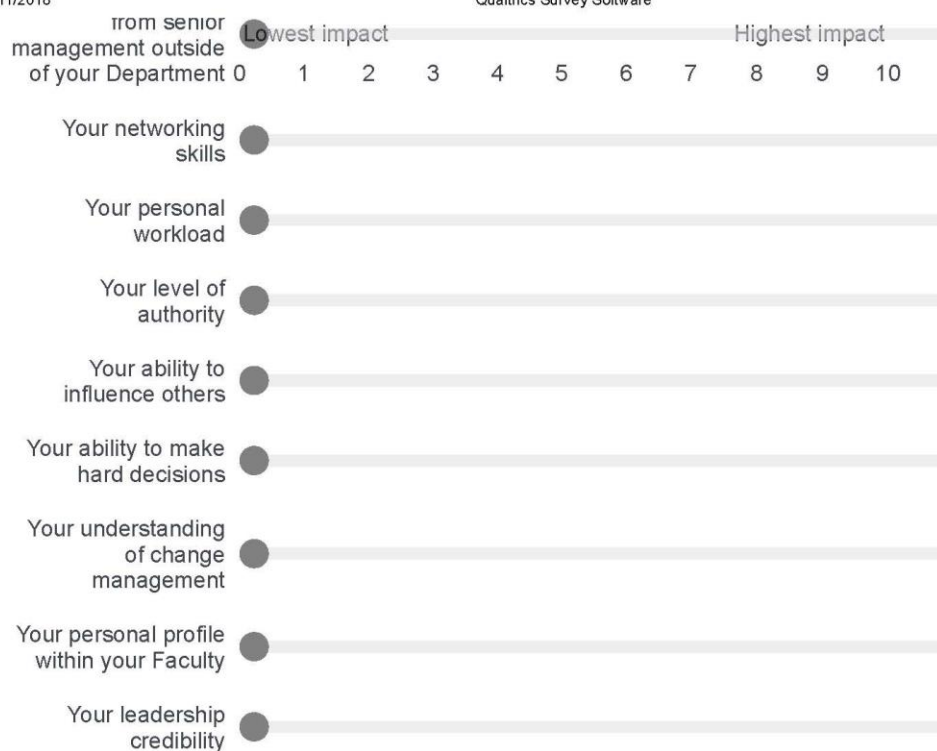 11/2018
Qualtrics Survey Software
from senior
Lowest impact Highest impact
management outside
of your Department 0 1 2 3 4 5 6 7 8 9 10
Your networking
skills
Your personal
workload
Your level of
authority
Your ability to
influence others
Your ability to make
hard decisions
Your understanding
of change
management
Your personal profile
within your Faculty
Your leadership
credibility